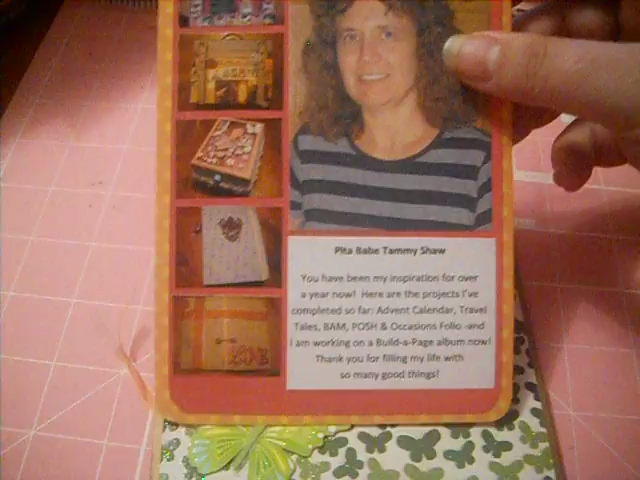 Pita Babe Tammy Shaw
You have been my inspiration for over
a year now! Here are the projects I've
completed so far: Advent Calendar, Travel
Tales, BAM, POSH & Occasions Folio -and
I am working on a Build-a-Page album now!
Thank you for filling my life with
so many good things!